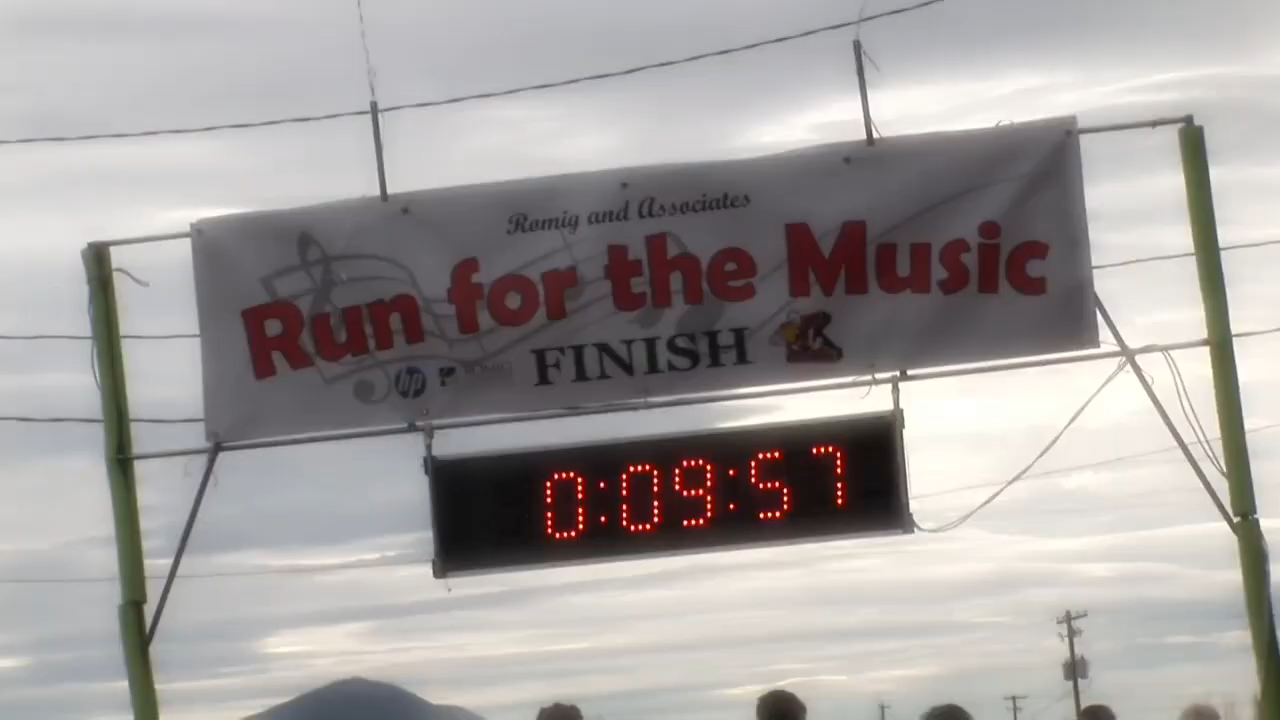 Romig and Associates
Run for the Music
hp
FINISH
0:09:57